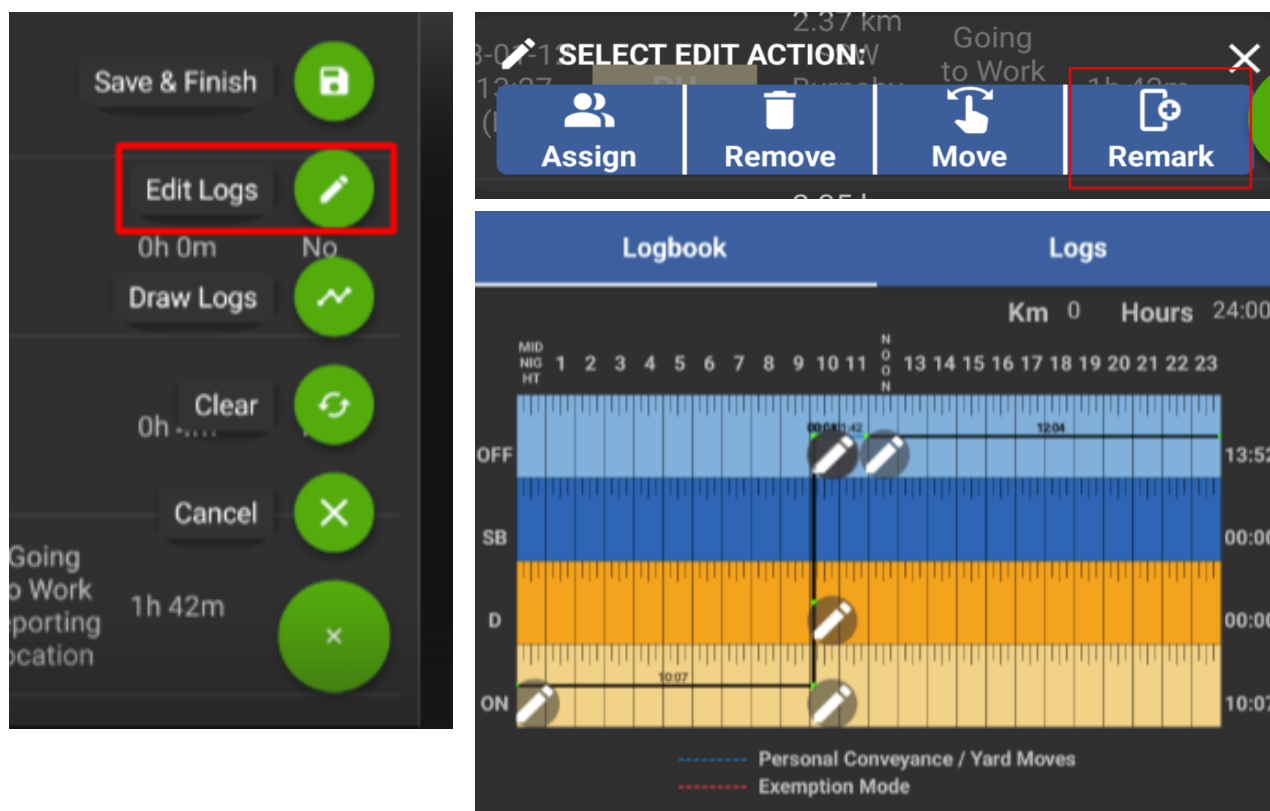 Save & Finish
Edit Logs
0h 0m
No
Draw Logs
Clear
Cancel
Going
o Work
porting
ocation
1h 42m
2.37 km
Going
to Work
SELECT EDIT ACTION:
Assign
Remove
Move
Remark
Logbook
Logs
Km 0 Hours 24:00
MID
NIG
HT
1 2 3 4 5 6 7 8 9 10 11
N
O
O
N
13 14 15 16 17 18 19 20 21 22 23
12:04
OFF
13:52
SB
00:00
D
00:00
10:07
ON
10:07
Personal Conveyance / Yard Moves
Exemption Mode